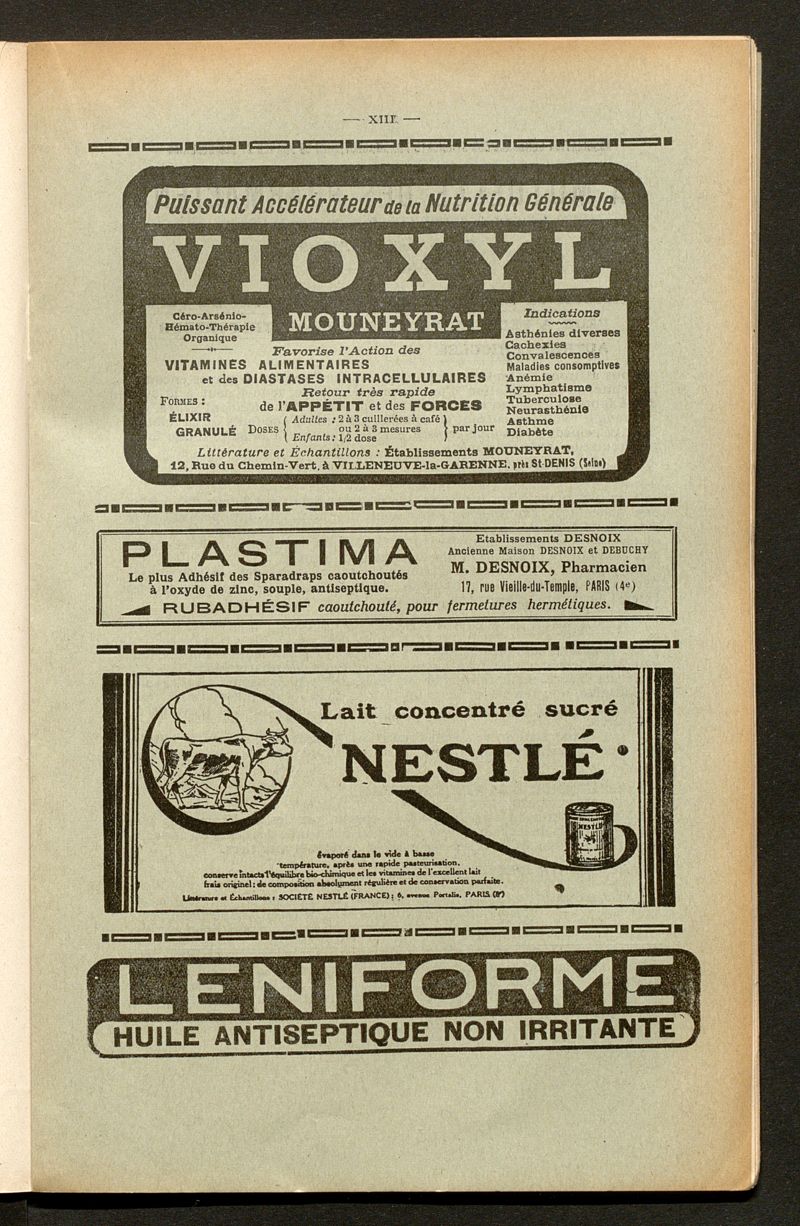 — XIII —
Puissant Accélérateur de la Nutrition Générale
VIOXYL
MOUNEYRAT
Céro-Arsénio-
Hémato-Thérapie
Organique
Favorise l'Action des
VITAMINES ALIMENTAIRES
et des DIASTASES INTRACELLULAIRES
Retour très rapide
de l'APPÉTIT et des FORCES
FORMES :
ÉLIXIR
GRANULÉ
DOSES
Adultes : 2 à 3 cuillerées à café
ou 2 à 3 mesures
Enfants : 1/2 dose
par jour
Indications
Asthénies diverses
Cachexies
Convalescences
Maladies consomptives
Anémie
Lymphatisme
Tuberculose
Neurasthénie
Asthme
Diabète
Littérature et Échantillons : Établissements MOUNEYRAT,
12, Rue du Chemin-Vert, à VILLENEUVE-la-GARENNE, près St-DENIS (Seine)
PLASTIMA
Le plus Adhésif des Sparadraps caoutchoutés
à l'oxyde de zinc, souple, antiseptique.
Etablissements DESNOIX
Ancienne Maison DESNOIX et DEBUCHY
M. DESNOIX, Pharmacien
17, rue Vieille-du-Temple, PARIS (4e)
RUBADHÉSIF caoutchouté, pour fermetures hermétiques.
Lait concentré sucré
NESTLÉ
NESTLÉ
évaporé dans le vide à basse
température, après une rapide pasteurisation,
conserve intacts l'équilibre bio-chimique et les vitamines de l'excellent lait
frais originel : de composition absolument régulière et de conservation parfaite.
Littérature et Échantillons : SOCIÉTÉ NESTLÉ (FRANCE) ; 6, avenue Portalis, PARIS (8e)
LENIFORME
HUILE ANTISEPTIQUE NON IRRITANTE